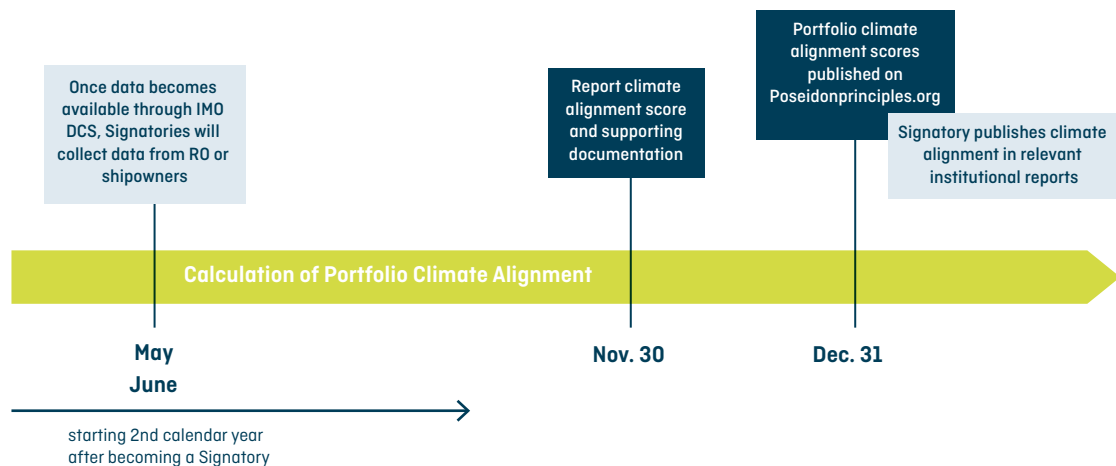 Once data becomes
available through IMO
DCS, Signatories will
collect data from RO or
shipowners
Report climate
alignment score
and supporting
documentation
Portfolio climate
alignment scores
published on
Poseidonprinciples.org
Signatory publishes climate
alignment in relevant
institutional reports
Calculation of Portfolio Climate Alignment
May
June
Nov. 30
Dec. 31
starting 2nd calendar year
after becoming a Signatory